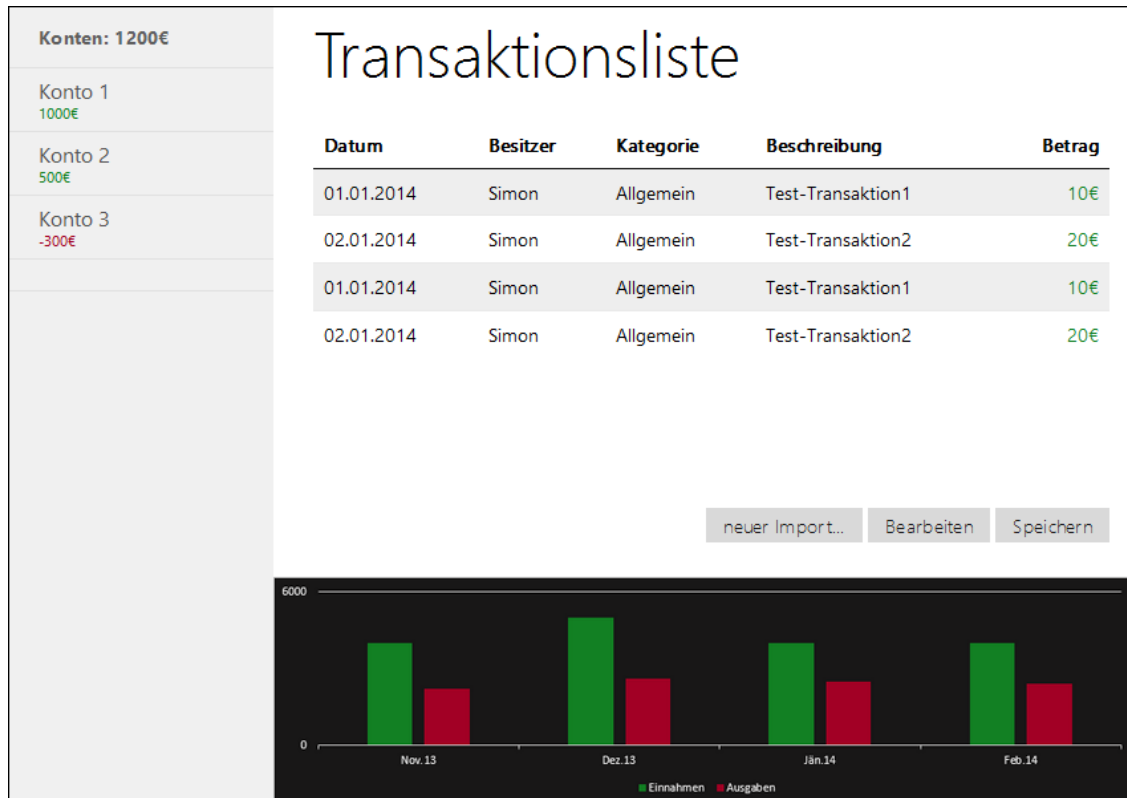 Konten: 1200€
Konto 1
1000€
Konto 2
500€
Konto 3
-300€
Transaktionsliste
Datum Besitzer Kategorie Beschreibung Betrag
01.01.2014 Simon Allgemein Test-Transaktion1 10€
02.01.2014 Simon Allgemein Test-Transaktion2 20€
01.01.2014 Simon Allgemein Test-Transaktion1 10€
02.01.2014 Simon Allgemein Test-Transaktion2 20€
neuer Import... Bearbeiten Speichern
6000
0
Nov.13 Dez.13 Jän.14 Feb.14
Einnahmen Ausgaben